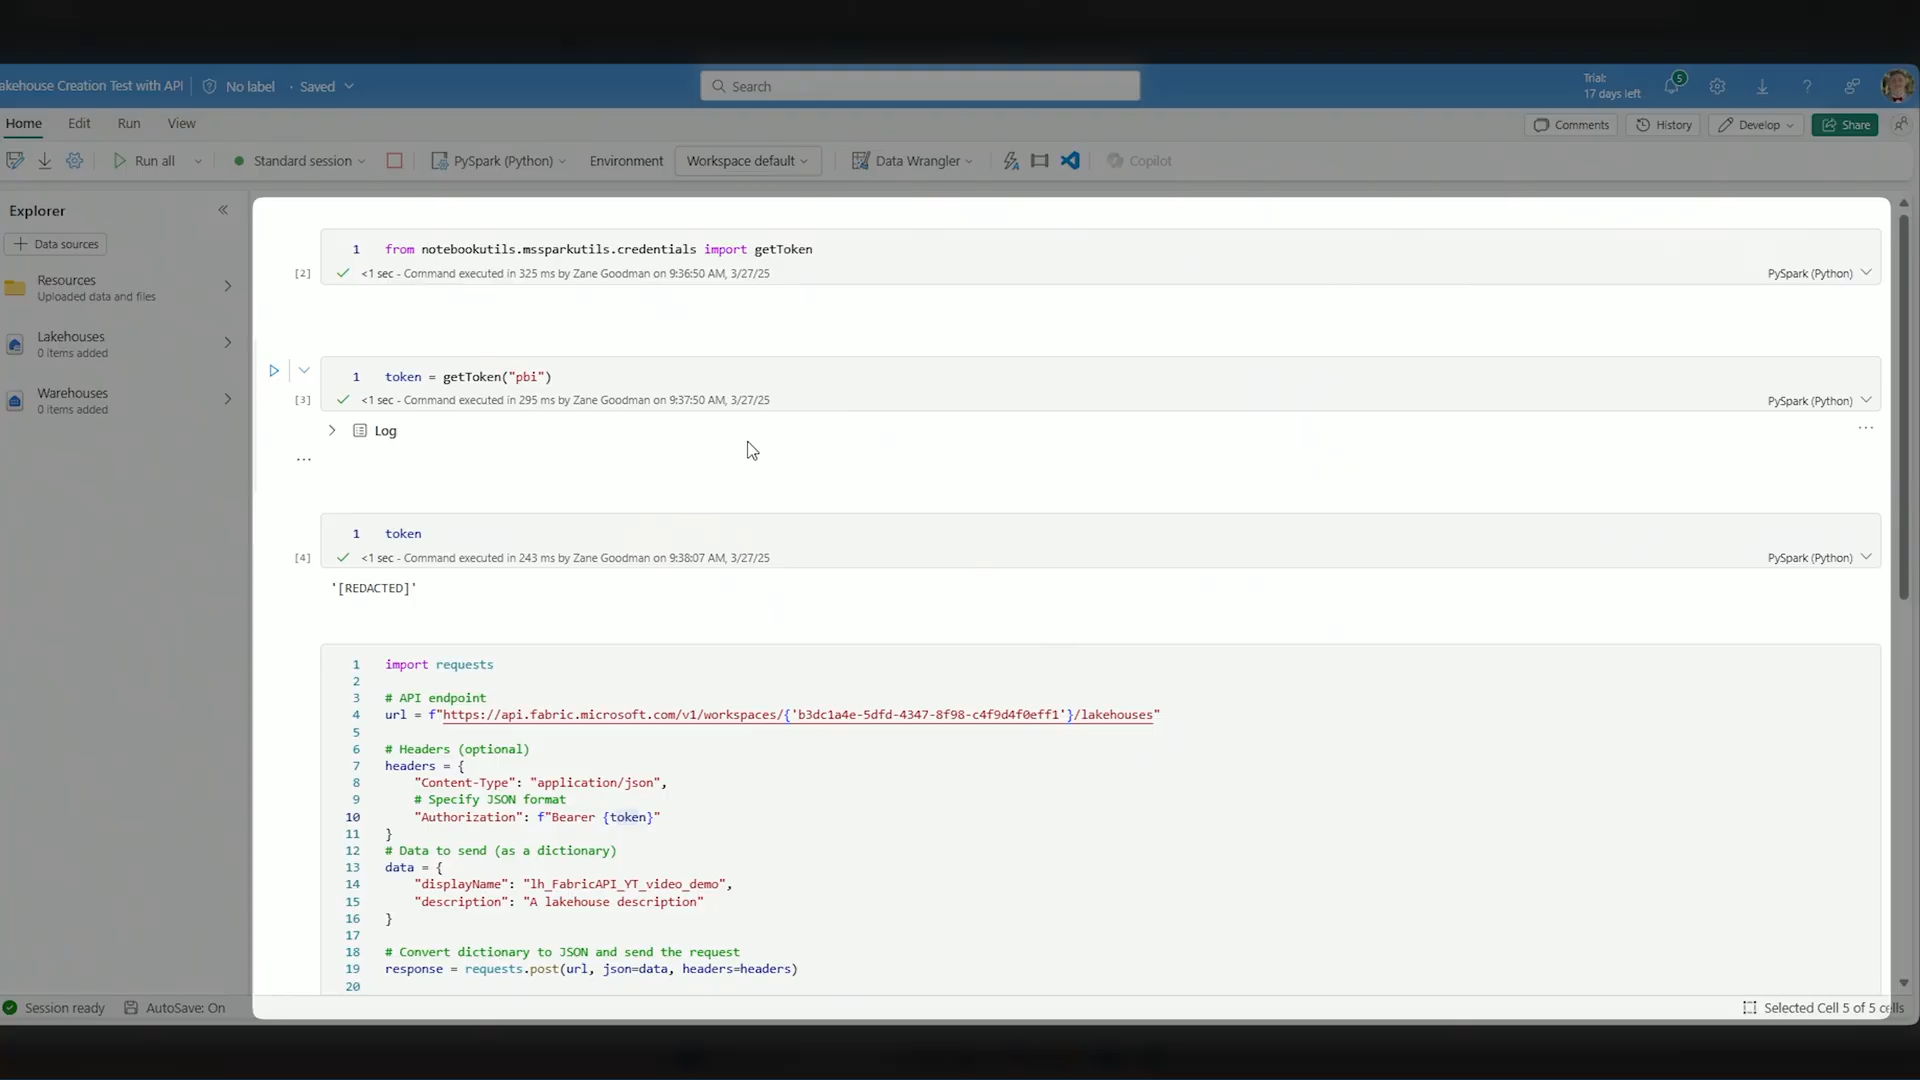 akehouse Creation Test with API
No label · Saved
Search
Trial:
17 days left
5
Home Edit Run View
Comments History Develop Share
Run all Standard session PySpark (Python) Environment Workspace default Data Wrangler Copilot
Explorer
Data sources
Resources
Uploaded data and files
Lakehouses
0 items added
Warehouses
0 items added
1 from notebookutils.mssparkutils.credentials import getToken
[2] <1 sec - Command executed in 325 ms by Zane Goodman on 9:36:50 AM, 3/27/25 PySpark (Python)
1 token = getToken("pbi")
[3] <1 sec - Command executed in 295 ms by Zane Goodman on 9:37:50 AM, 3/27/25 PySpark (Python)
Log
...
...
1 token
[4] <1 sec - Command executed in 243 ms by Zane Goodman on 9:38:07 AM, 3/27/25 PySpark (Python)
'[REDACTED]'
1 import requests
2
3 # API endpoint
4 url = f"https://api.fabric.microsoft.com/v1/workspaces/{'b3dc1a4e-5dfd-4347-8f98-c4f9d4f0eff1'}/lakehouses"
5
6 # Headers (optional)
7 headers = {
8 "Content-Type": "application/json",
9 # Specify JSON format
10 "Authorization": f"Bearer {token}"
11 }
12 # Data to send (as a dictionary)
13 data = {
14 "displayName": "lh_FabricAPI_YT_video_demo",
15 "description": "A lakehouse description"
16 }
17
18 # Convert dictionary to JSON and send the request
19 response = requests.post(url, json=data, headers=headers)
20
Session ready AutoSave: On
Selected Cell 5 of 5 cells